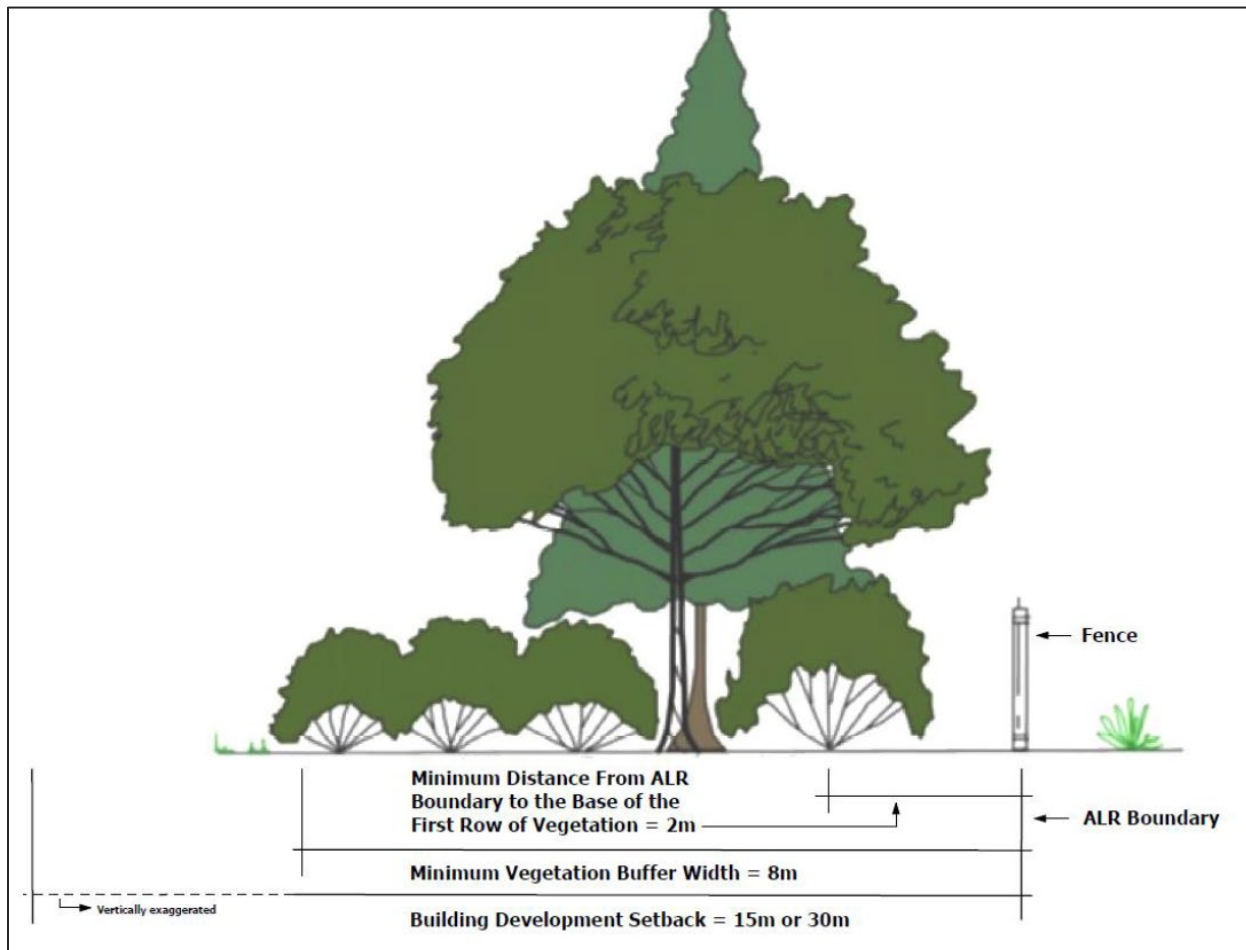 Fence
Minimum Distance From ALR
Boundary to the Base of the
First Row of Vegetation = 2m
ALR Boundary
Minimum Vegetation Buffer Width = 8m
Vertically exaggerated
Building Development Setback = 15m or 30m